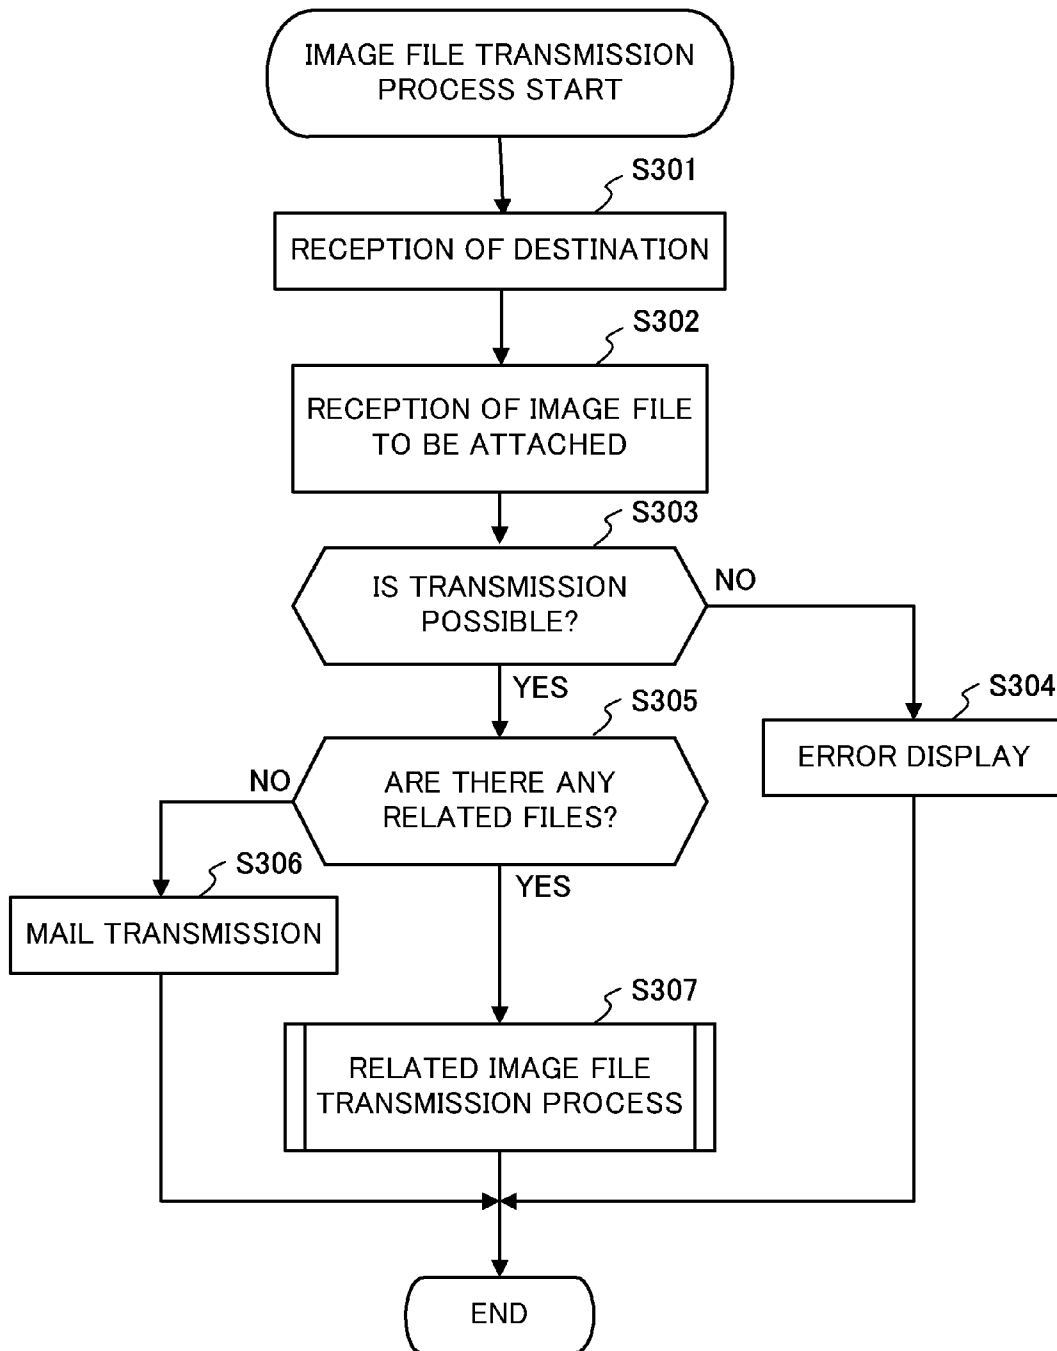 IMAGE FILE TRANSMISSION
PROCESS START
S301
RECEPTION OF DESTINATION
S302
RECEPTION OF IMAGE FILE
TO BE ATTACHED
S303
IS TRANSMISSION
POSSIBLE?
NO
YES
S304
ERROR DISPLAY
S305
ARE THERE ANY
RELATED FILES?
NO
YES
S306
MAIL TRANSMISSION
S307
RELATED IMAGE FILE
TRANSMISSION PROCESS
END